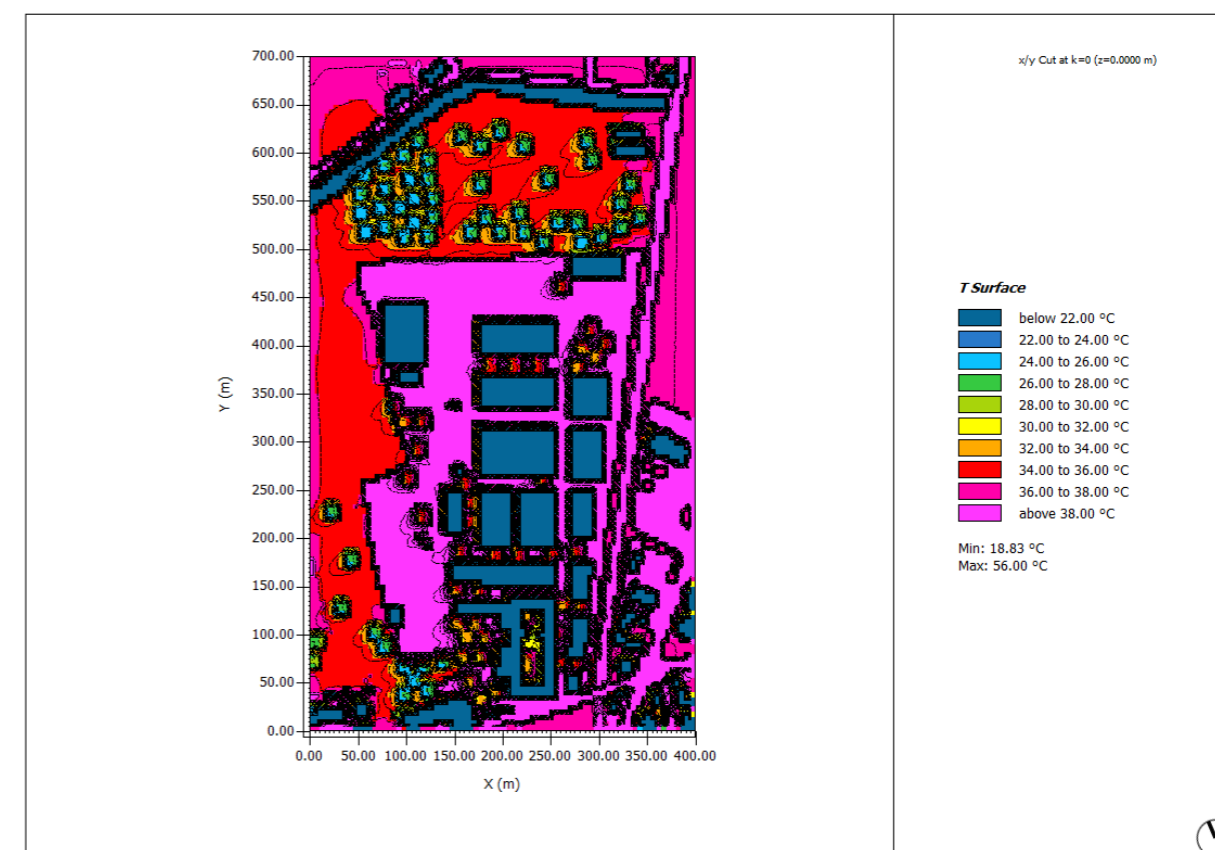 x/y Cut at k=0 (z=0.0000 m)
700.00
650.00
600.00
550.00
500.00
450.00
400.00
350.00
300.00
250.00
200.00
150.00
100.00
50.00
0.00
Y (m)
0.00 50.00 100.00 150.00 200.00 250.00 300.00 350.00 400.00
X (m)
T Surface
below 22.00 °C
22.00 to 24.00 °C
24.00 to 26.00 °C
26.00 to 28.00 °C
28.00 to 30.00 °C
30.00 to 32.00 °C
32.00 to 34.00 °C
34.00 to 36.00 °C
36.00 to 38.00 °C
above 38.00 °C
Min: 18.83 °C
Max: 56.00 °C